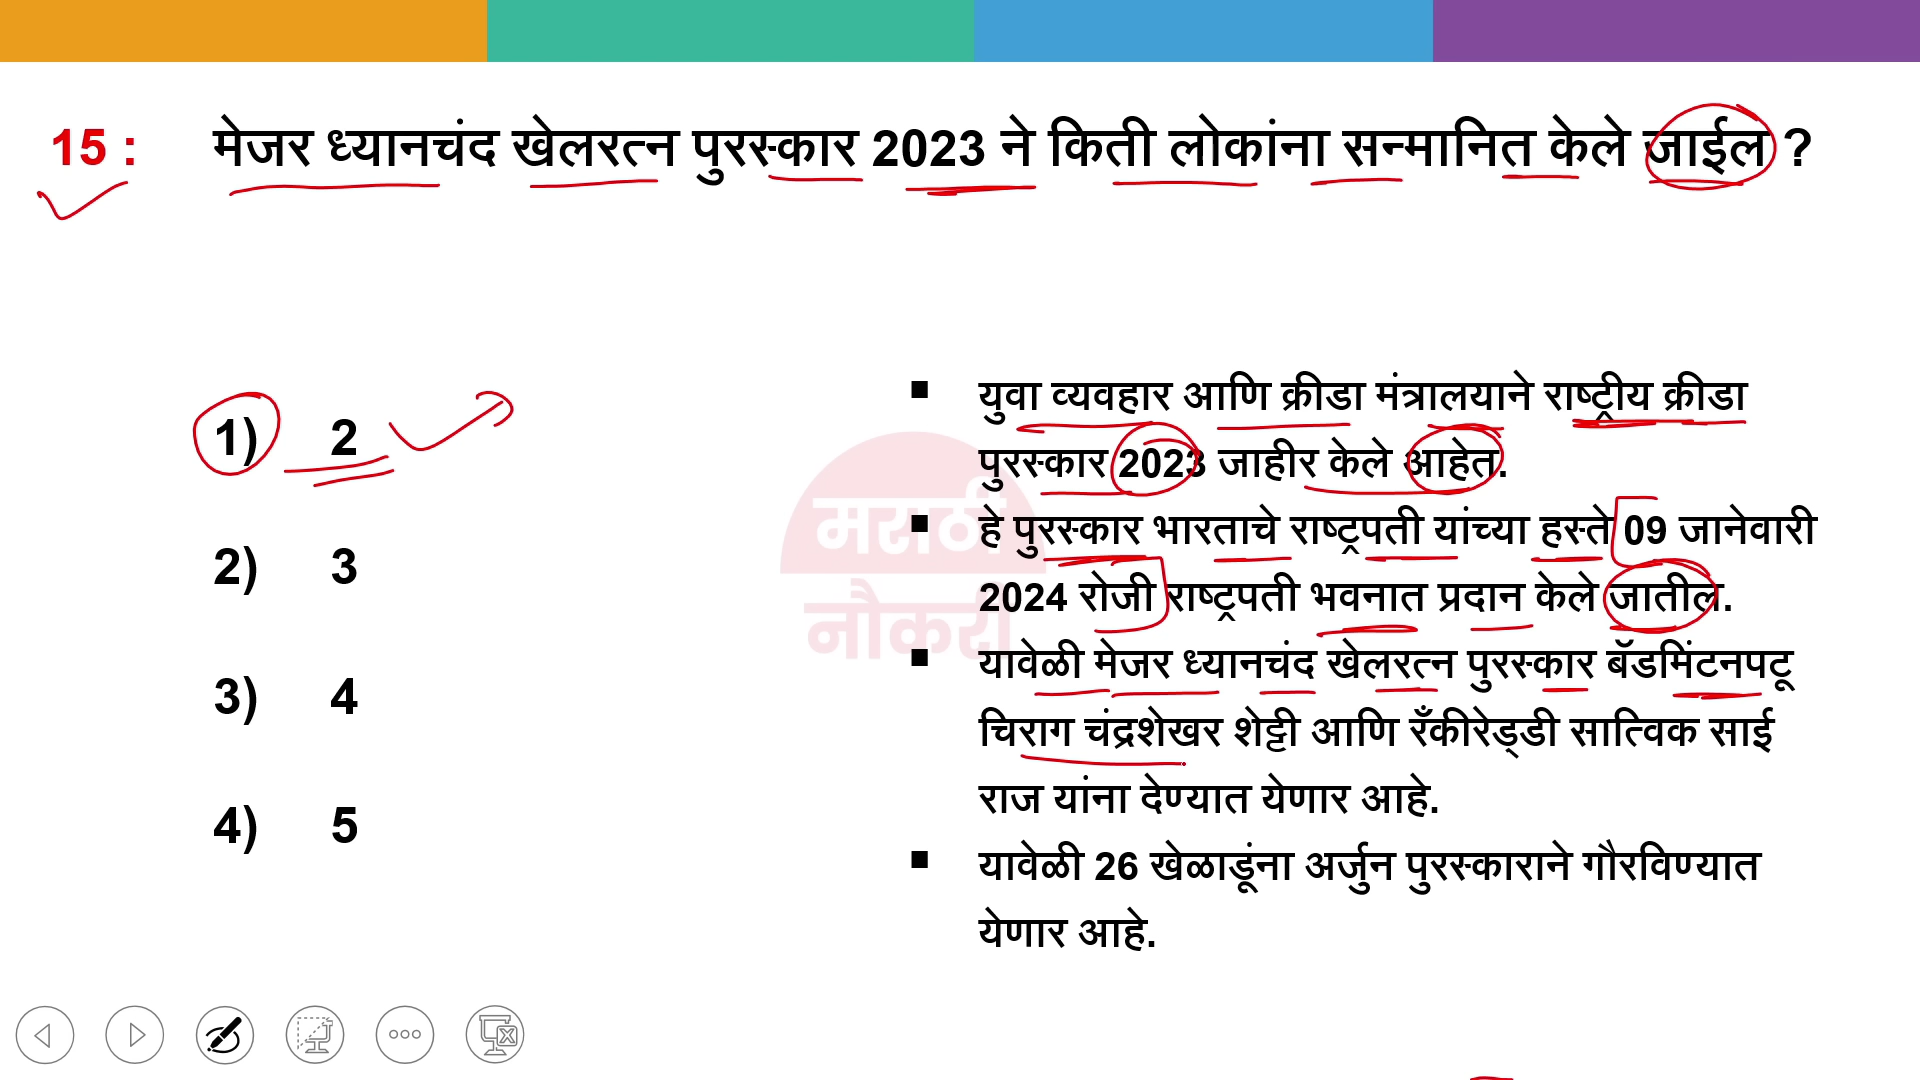 15 : मेजर ध्यानचंद खेलरत्न पुरस्कार 2023 ने किती लोकांना सन्मानित केले जाईल ?
1) 2
2) 3
3) 4
4) 5
▪ युवा व्यवहार आणि क्रीडा मंत्रालयाने राष्ट्रीय क्रीडा
पुरस्कार 2023 जाहीर केले आहेत.
▪ हे पुरस्कार भारताचे राष्ट्रपती यांच्या हस्ते 09 जानेवारी
2024 रोजी राष्ट्रपती भवनात प्रदान केले जातील.
▪ यावेळी मेजर ध्यानचंद खेलरत्न पुरस्कार बॅडमिंटनपटू
चिराग चंद्रशेखर शेट्टी आणि रँकीरेड्डी सात्विक साई
राज यांना देण्यात येणार आहे.
▪ यावेळी 26 खेळाडूंना अर्जुन पुरस्काराने गौरविण्यात
येणार आहे.
मराठी
नौकरी